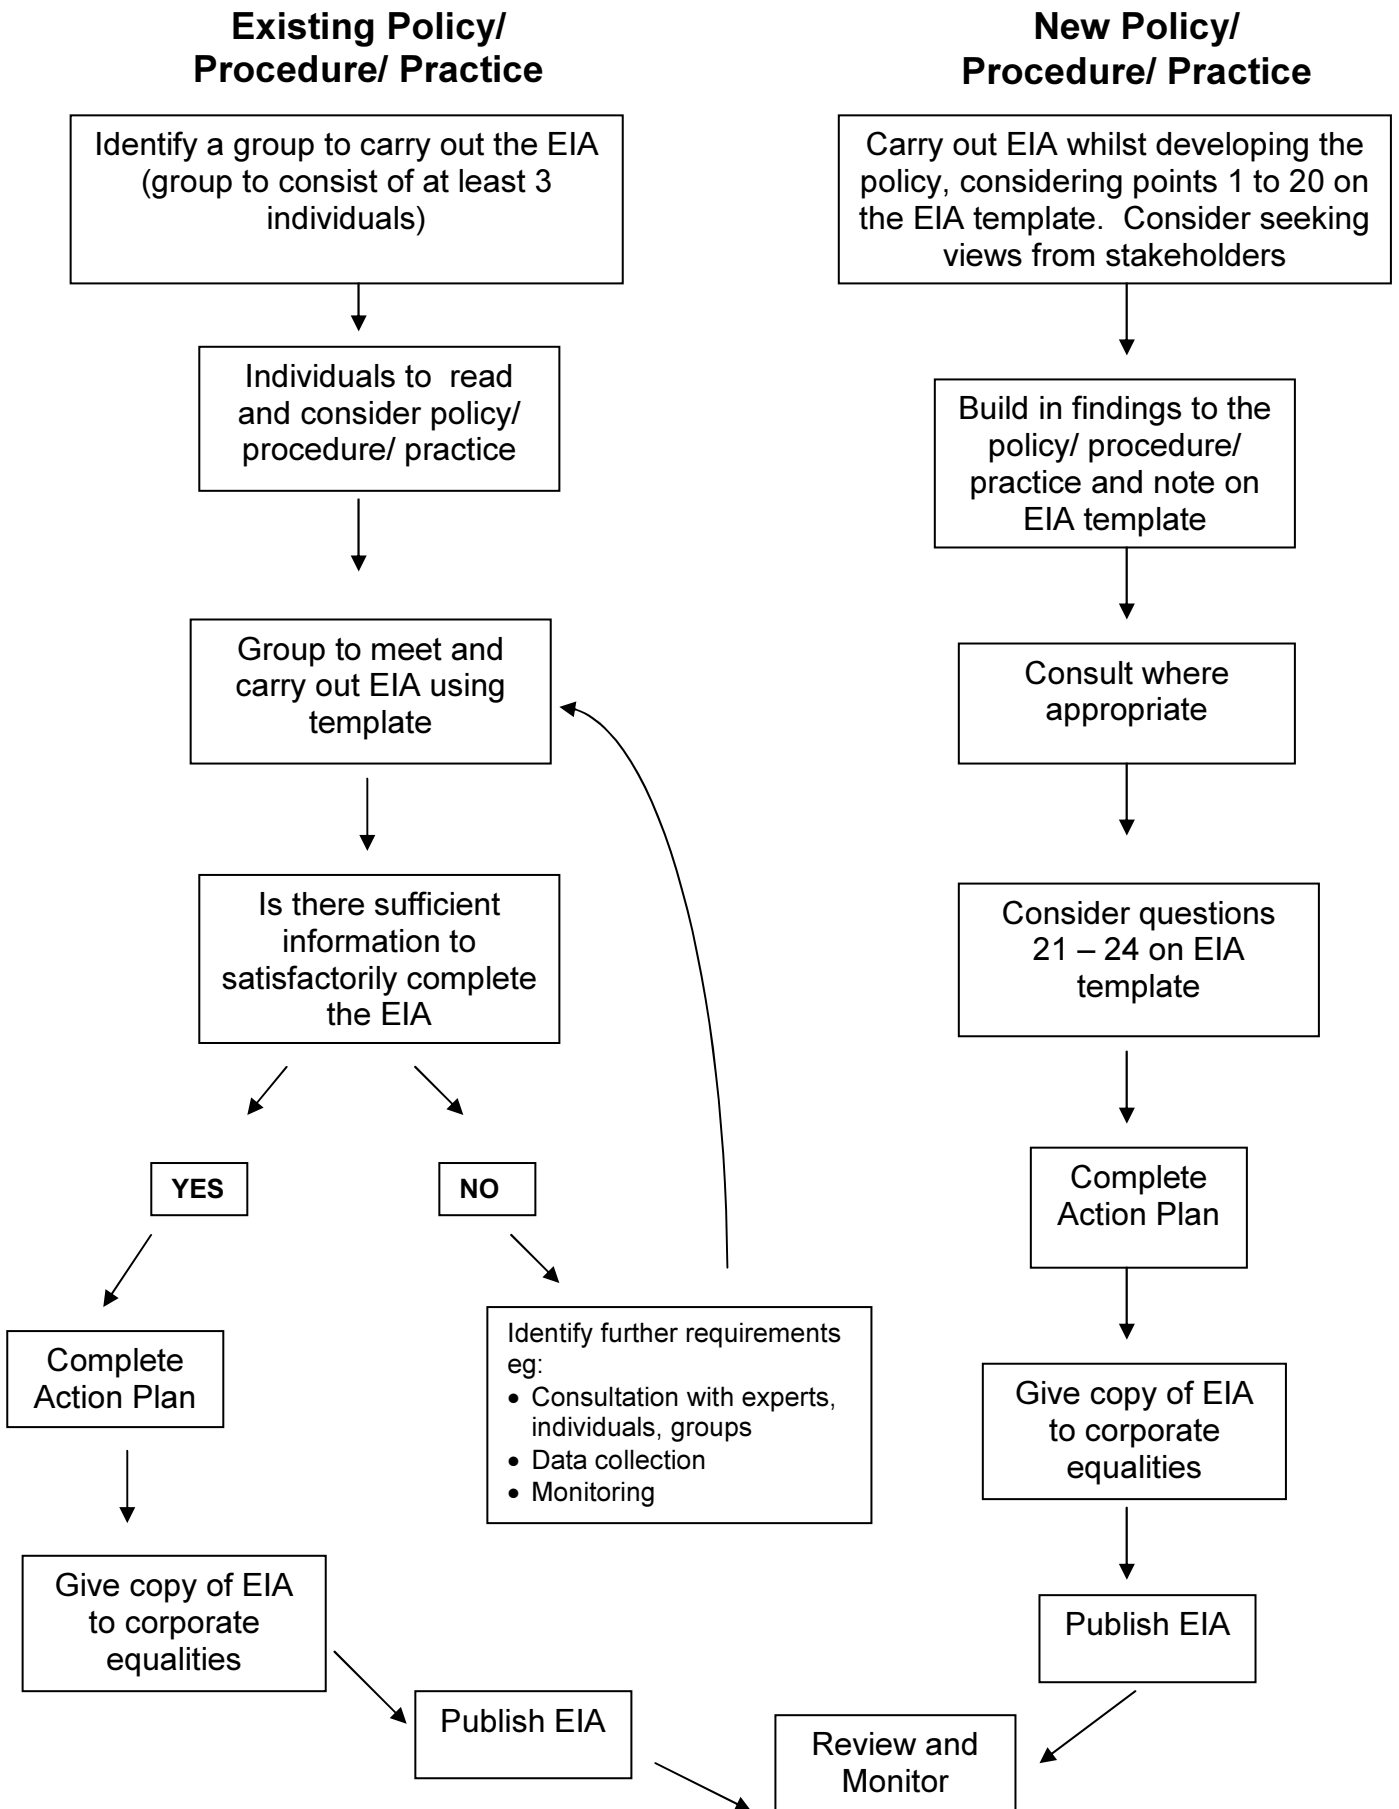 Existing Policy/
Procedure/ Practice
Identify a group to carry out the EIA
(group to consist of at least 3
individuals)
Individuals to read
and consider policy/
procedure/ practice
Group to meet and
carry out EIA using
template
Is there sufficient
information to
satisfactorily complete
the EIA
YES
NO
Complete
Action Plan
Identify further requirements
eg:
• Consultation with experts,
individuals, groups
• Data collection
• Monitoring
Give copy of EIA
to corporate
equalities
Publish EIA
New Policy/
Procedure/ Practice
Carry out EIA whilst developing the
policy, considering points 1 to 20 on
the EIA template. Consider seeking
views from stakeholders
Build in findings to the
policy/ procedure/
practice and note on
EIA template
Consult where
appropriate
Consider questions
21 – 24 on EIA
template
Complete
Action Plan
Give copy of EIA
to corporate
equalities
Publish EIA
Review and
Monitor